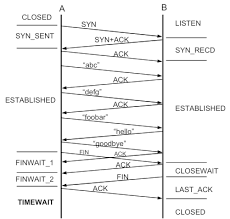 A B
CLOSED
SYN LISTEN
SYN_SENT SYN+ACK
ACK SYN_RECD
"abc"
ACK
"defg"
ESTABLISHED ACK ESTABLISHED
"foobar"
ACK
"hello"
"goodbye"
FIN ACK
FINWAIT_1 ACK CLOSEWAIT
FINWAIT_2 FIN
ACK LAST_ACK
TIMEWAIT
CLOSED